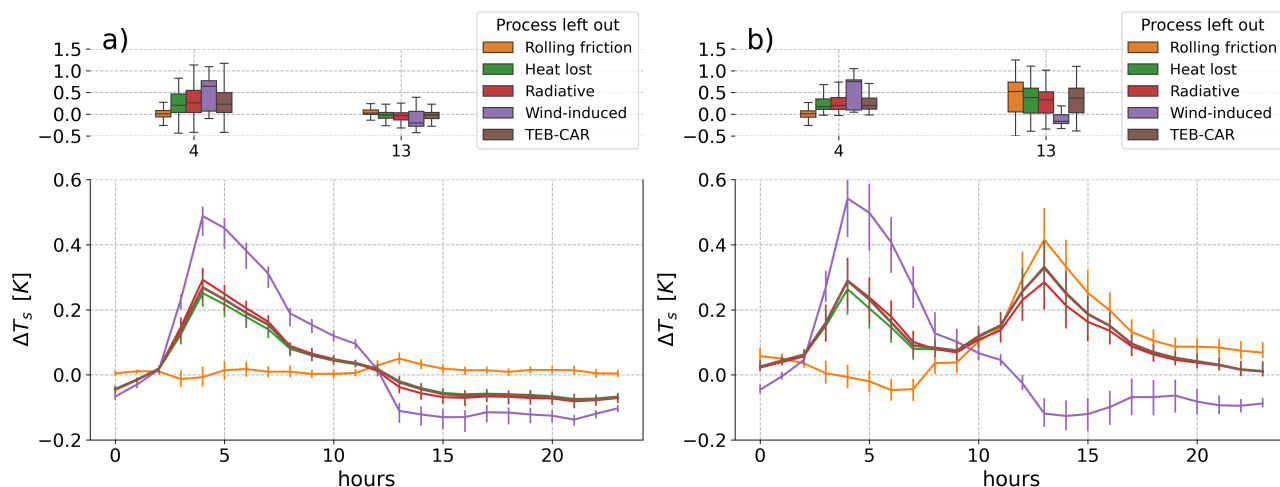 a)
1.5
1.0
0.5
0.0
−0.5
4
13
Process left out
Rolling friction
Heat lost
Radiative
Wind-induced
TEB-CAR
0.6
0.4
0.2
0.0
−0.2
ΔTs [K]
0
5
10
15
20
hours
b)
1.5
1.0
0.5
0.0
−0.5
4
13
Process left out
Rolling friction
Heat lost
Radiative
Wind-induced
TEB-CAR
0.6
0.4
0.2
0.0
−0.2
ΔTs [K]
0
5
10
15
20
hours